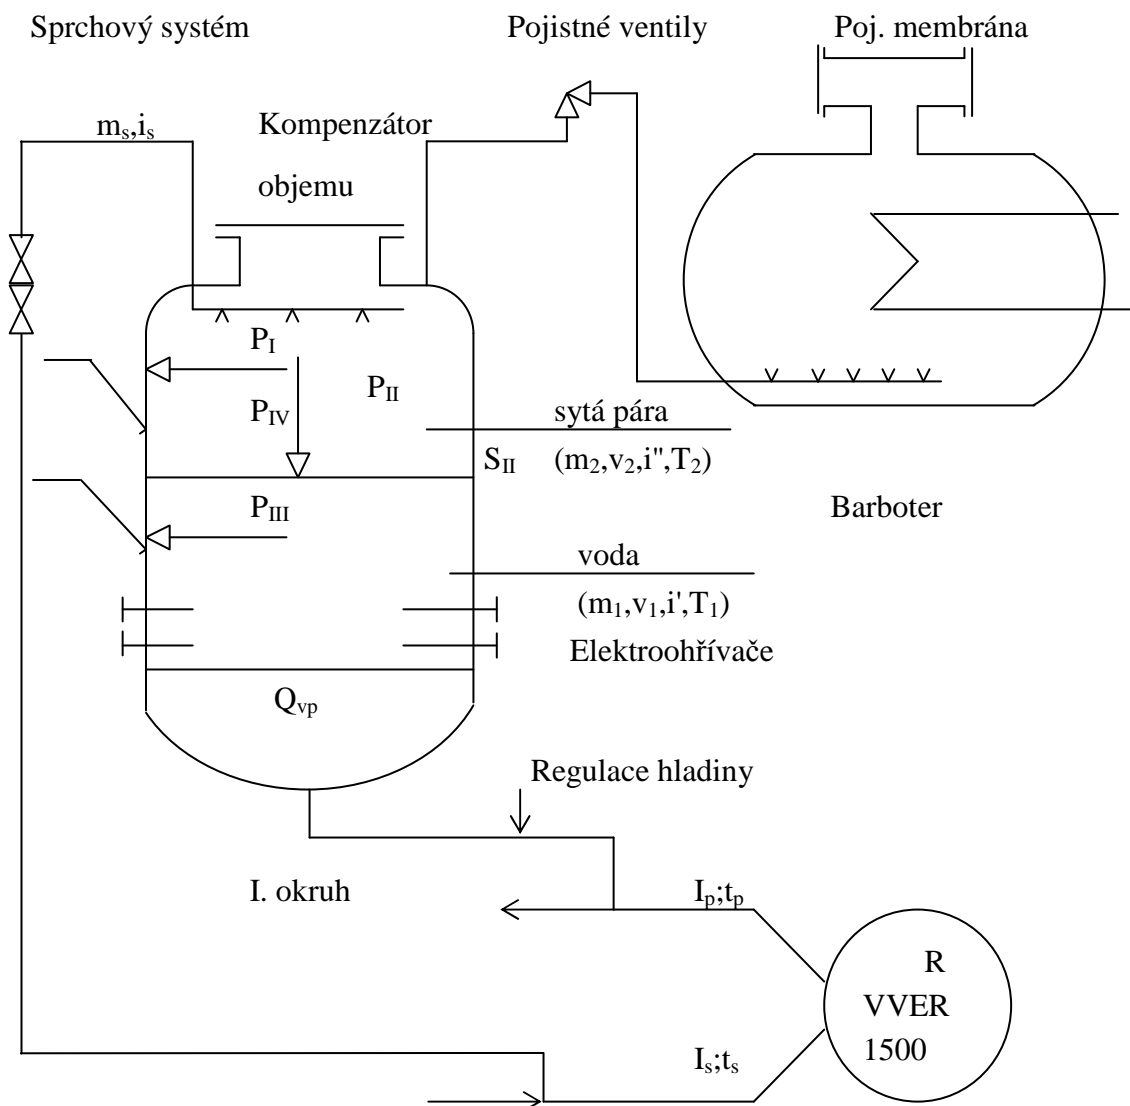 Sprchový systém
Pojistné ventily
Poj. membrána
m_s,i_s
Kompenzátor
objemu
P_I
P_II
P_IV
sytá pára
S_II
(m_2,v_2,i",T_2)
P_III
Barboter
voda
(m_1,v_1,i',T_1)
Elektroohřívače
Q_vp
Regulace hladiny
I. okruh
I_p;t_p
R
VVER
1500
I_s;t_s